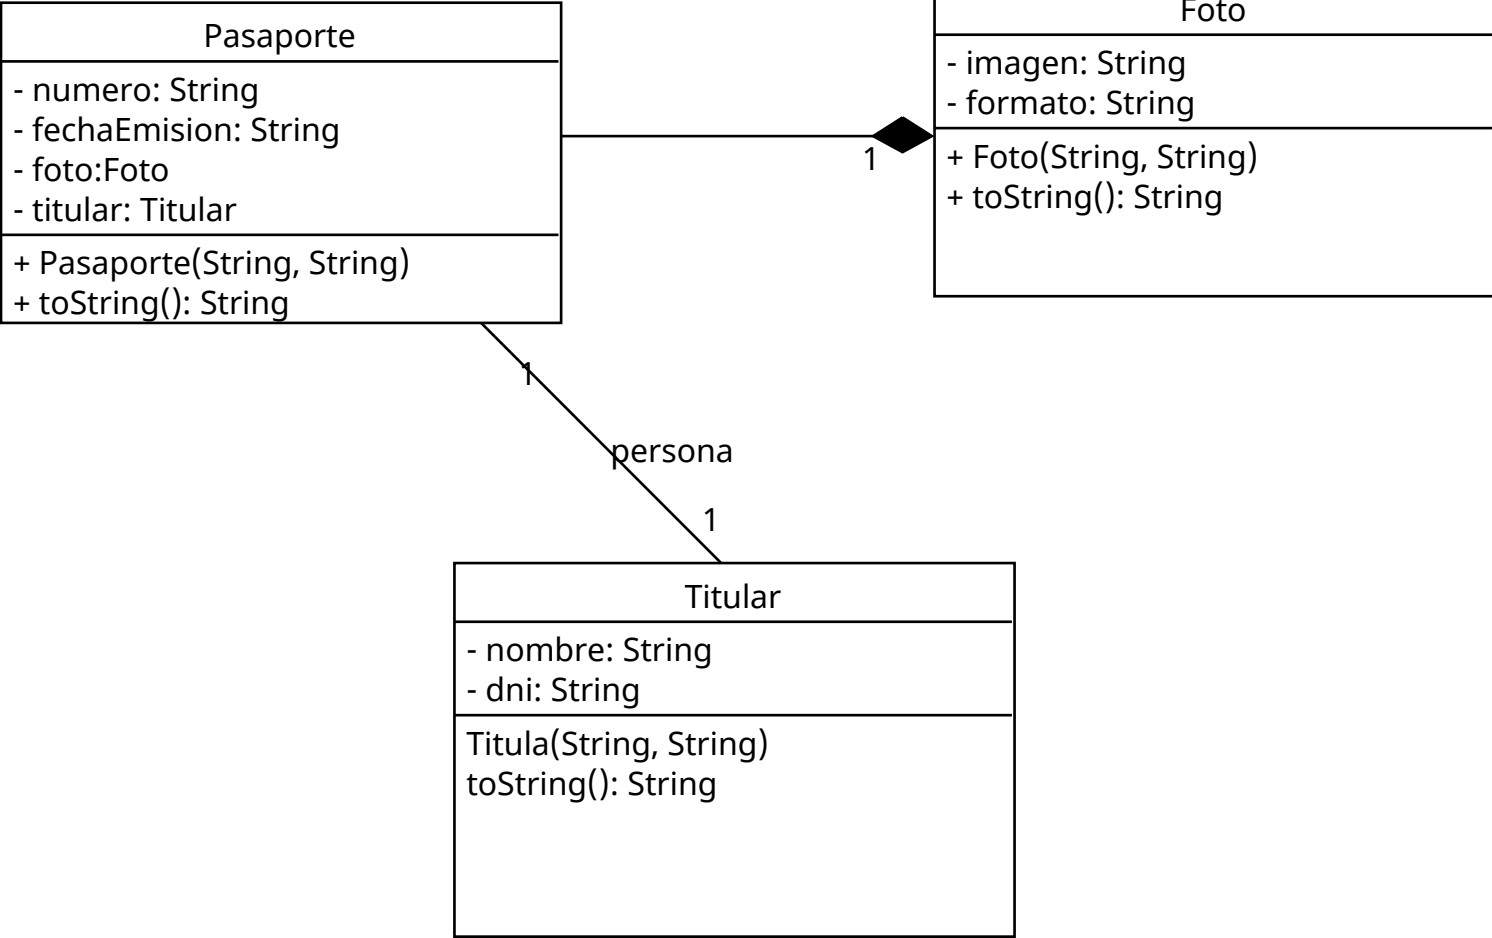 Pasaporte
- numero: String
- fechaEmision: String
- foto:Foto
- titular: Titular
+ Pasaporte(String, String)
+ toString(): String
1
Foto
- imagen: String
- formato: String
+ Foto(String, String)
+ toString(): String
1
persona
1
Titular
- nombre: String
- dni: String
Titula(String, String)
toString(): String